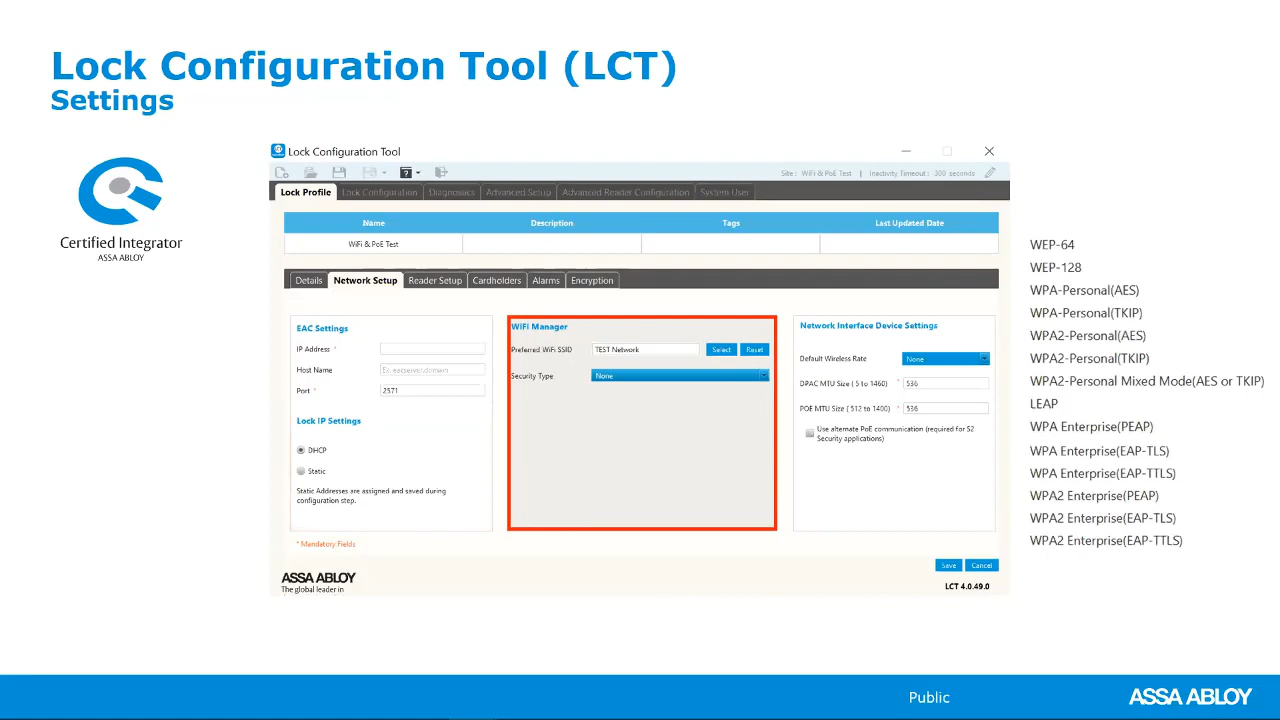 Lock Configuration Tool (LCT)
Settings
Certified Integrator
ASSA ABLOY
Lock Configuration Tool
Site : WiFi & PoE Test | Inactivity Timeout : 300 seconds
Lock Profile Lock Configuration Diagnostics Advanced Setup Advanced Reader Configuration System User
Name Description Tags Last Updated Date
WiFi & PoE Test
Details Network Setup Reader Setup Cardholders Alarms Encryption
EAC Settings
IP Address *
Host Name Ex. eacserver.domain
Port * 2571
Lock IP Settings
DHCP
Static
Static Addresses are assigned and saved during
configuration step.
* Mandatory Fields
WiFi Manager
Preferred WiFi SSID TEST Network Select Reset
Security Type None
Network Interface Device Settings
Default Wireless Rate None
DPAC MTU Size ( 5 to 1460) * 536
POE MTU Size (512 to 1400) * 536
Use alternate PoE communication (required for S2
Security applications)
Save Cancel
ASSA ABLOY
The global leader in
LCT 4.0.49.0
WEP-64
WEP-128
WPA-Personal(AES)
WPA-Personal(TKIP)
WPA2-Personal(AES)
WPA2-Personal(TKIP)
WPA2-Personal Mixed Mode(AES or TKIP)
LEAP
WPA Enterprise(PEAP)
WPA Enterprise(EAP-TLS)
WPA Enterprise(EAP-TTLS)
WPA2 Enterprise(PEAP)
WPA2 Enterprise(EAP-TLS)
WPA2 Enterprise(EAP-TTLS)
Public
ASSA ABLOY